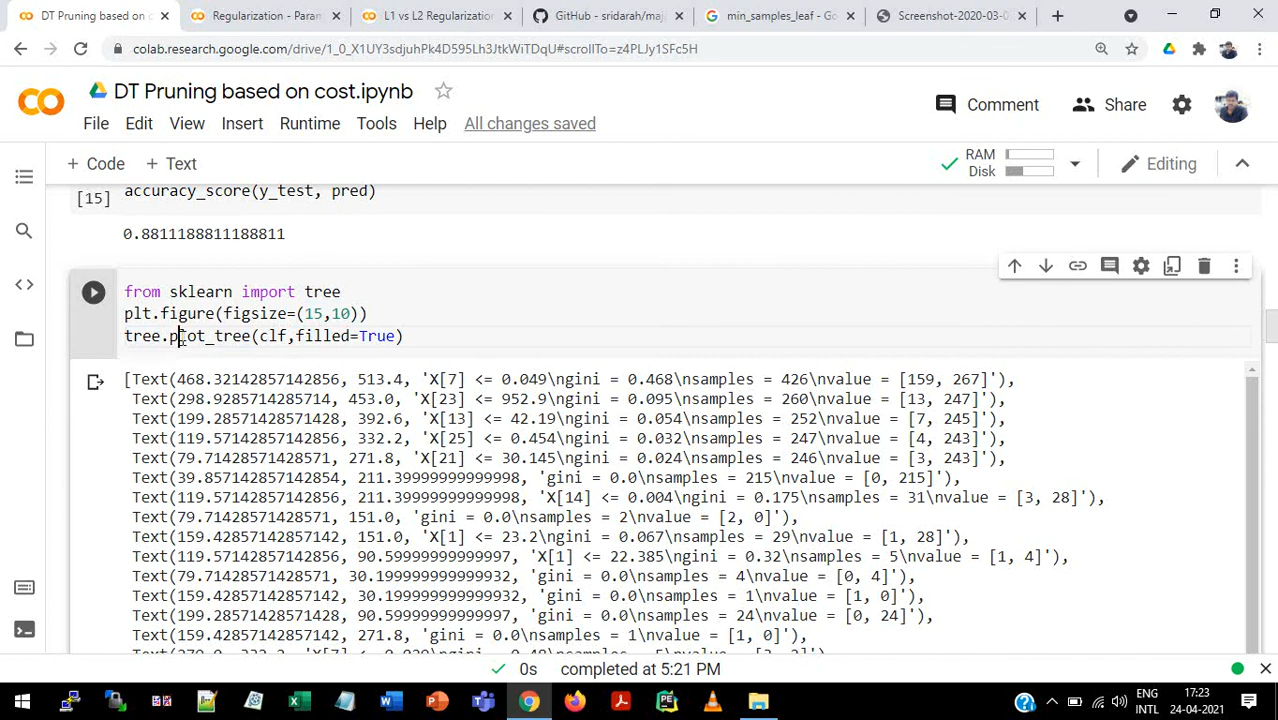 DT Pruning based on cost.ipynb
Regularization - Param
L1 vs L2 Regularization
GitHub - sridarah/maj
min_samples_leaf - Go
Screenshot-2020-03-0
colab.research.google.com/drive/1_0_X1UY3sdjuhPk4D595Lh3JtkWiTDqU#scrollTo=z4PLJy1SFc5H
DT Pruning based on cost.ipynb
Comment
Share
File Edit View Insert Runtime Tools Help All changes saved
+ Code + Text
RAM
Disk
Editing
accuracy_score(y_test, pred)
[15]
0.8811188811188811
from sklearn import tree
plt.figure(figsize=(15,10))
tree.plot_tree(clf,filled=True)
[Text(468.32142857142856, 513.4, 'X[7] <= 0.049\ngini = 0.468\nsamples = 426\nvalue = [159, 267]'),
Text(298.9285714285714, 453.0, 'X[23] <= 952.9\ngini = 0.095\nsamples = 260\nvalue = [13, 247]'),
Text(199.28571428571428, 392.6, 'X[13] <= 42.19\ngini = 0.054\nsamples = 252\nvalue = [7, 245]'),
Text(119.57142857142856, 332.2, 'X[25] <= 0.454\ngini = 0.032\nsamples = 247\nvalue = [4, 243]'),
Text(79.71428571428571, 271.8, 'X[21] <= 30.145\ngini = 0.024\nsamples = 246\nvalue = [3, 243]'),
Text(39.857142857142854, 211.39999999999998, 'gini = 0.0\nsamples = 215\nvalue = [0, 215]'),
Text(119.57142857142856, 211.39999999999998, 'X[14] <= 0.004\ngini = 0.175\nsamples = 31\nvalue = [3, 28]'),
Text(79.71428571428571, 151.0, 'gini = 0.0\nsamples = 2\nvalue = [2, 0]'),
Text(159.42857142857142, 151.0, 'X[1] <= 23.2\ngini = 0.067\nsamples = 29\nvalue = [1, 28]'),
Text(119.57142857142856, 90.59999999999997, 'X[1] <= 22.385\ngini = 0.32\nsamples = 5\nvalue = [1, 4]'),
Text(79.71428571428571, 30.199999999999932, 'gini = 0.0\nsamples = 4\nvalue = [0, 4]'),
Text(159.42857142857142, 30.199999999999932, 'gini = 0.0\nsamples = 1\nvalue = [1, 0]'),
Text(199.28571428571428, 90.59999999999997, 'gini = 0.0\nsamples = 24\nvalue = [0, 24]'),
Text(159.42857142857142, 271.8, 'gini = 0.0\nsamples = 1\nvalue = [1, 0]'),
0s completed at 5:21 PM
ENG
INTL
17:23
24-04-2021